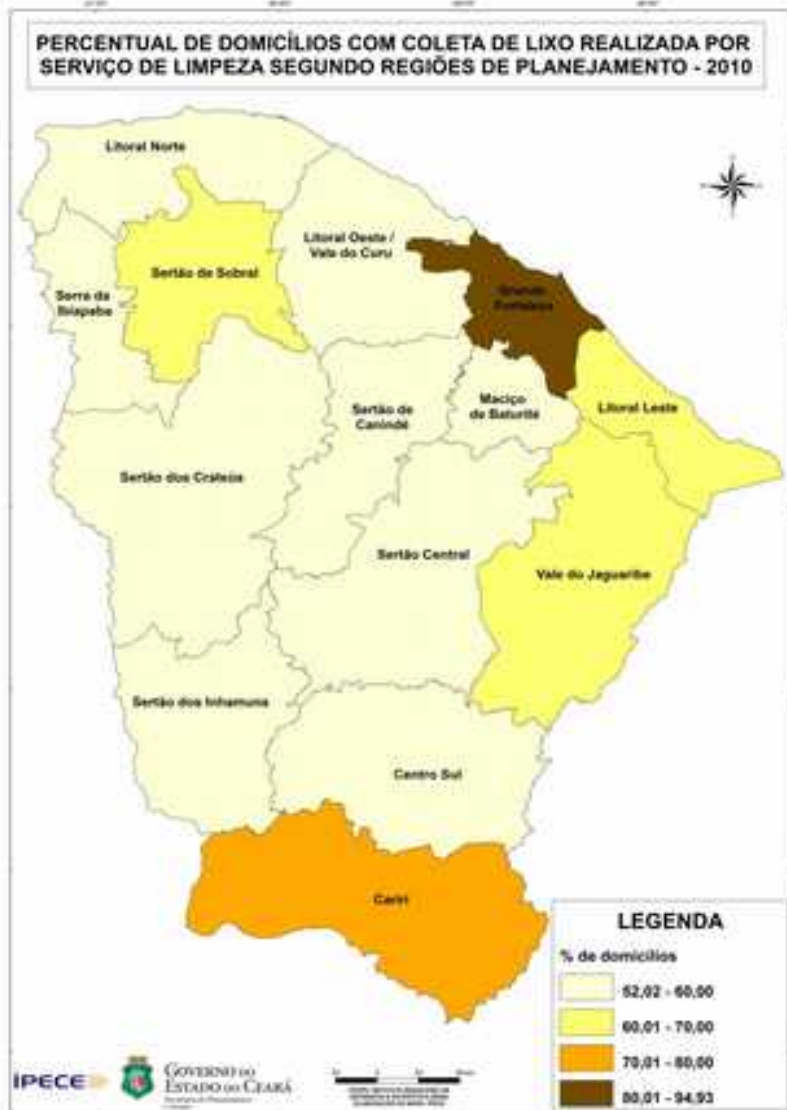 PERCENTUAL DE DOMICÍLIOS COM COLETA DE LIXO REALIZADA POR
SERVIÇO DE LIMPEZA SEGUNDO REGIÕES DE PLANEJAMENTO - 2010
Litoral Norte
Litoral Oeste /
Vale do Curu
Sertão de Sobral
Grande
Fortaleza
Serra da
Ibiapaba
Maciço
de Baturité
Sertão de
Canindé
Litoral Leste
Sertão dos Crateús
Sertão Central
Vale do Jaguaribe
Sertão dos Inhamuns
Centro Sul
Cariri
LEGENDA
% de domicílios
52,02 - 60,00
60,01 - 70,00
70,01 - 80,00
80,01 - 94,93
IPECE
GOVERNO DO
ESTADO DO CEARÁ